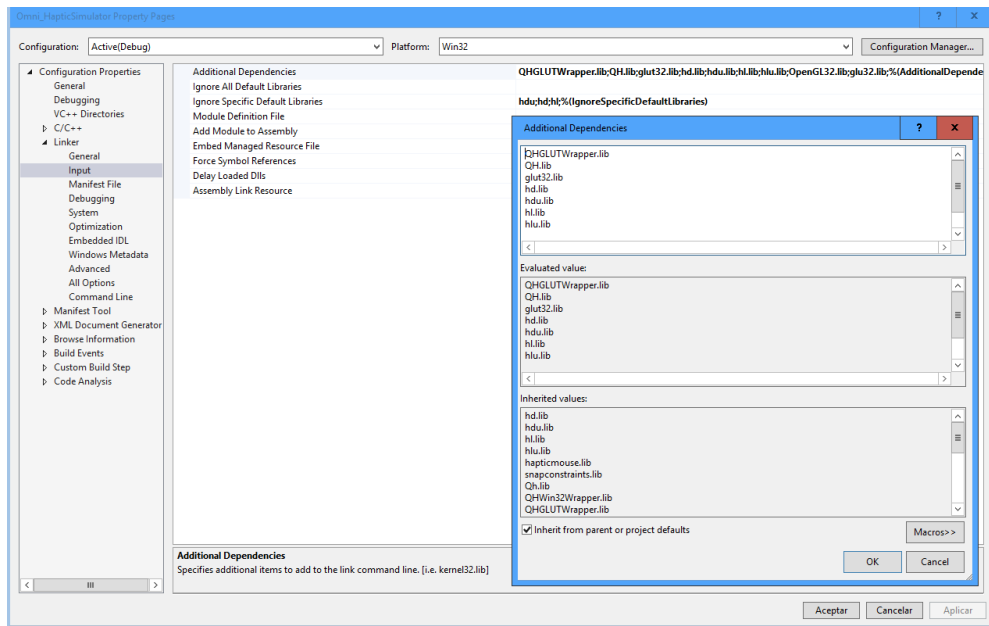 Omni_HapticSimulator Property Pages
? x
Configuration: Active(Debug) Platform: Win32 Configuration Manager...
Configuration Properties
General
Debugging
VC++ Directories
C/C++
Linker
General
Input
Manifest File
Debugging
System
Optimization
Embedded IDL
Windows Metadata
Advanced
All Options
Command Line
Manifest Tool
XML Document Generator
Browse Information
Build Events
Custom Build Step
Code Analysis
Additional Dependencies QHGLUTWrapper.lib;QH.lib;glut32.lib;hd.lib;hdu.lib;hl.lib;hlu.lib;OpenGL32.lib;glu32.lib;%(AdditionalDepende
Ignore All Default Libraries
Ignore Specific Default Libraries hdu;hd;hl;%(IgnoreSpecificDefaultLibraries)
Module Definition File
Add Module to Assembly
Embed Managed Resource File
Force Symbol References
Delay Loaded Dlls
Assembly Link Resource
Additional Dependencies
? x
QHGLUTWrapper.lib
QH.lib
glut32.lib
hd.lib
hdu.lib
hl.lib
hlu.lib
Evaluated value:
QHGLUTWrapper.lib
QH.lib
glut32.lib
hd.lib
hdu.lib
hl.lib
hlu.lib
Inherited values:
hd.lib
hdu.lib
hl.lib
hlu.lib
hapticmouse.lib
snapconstraints.lib
Qh.lib
QHWin32Wrapper.lib
QHGLUTWrapper.lib
Inherit from parent or project defaults
Macros>>
OK Cancel
Additional Dependencies
Specifies additional items to add to the link command line. [i.e. kernel32.lib]
Aceptar Cancelar Aplicar